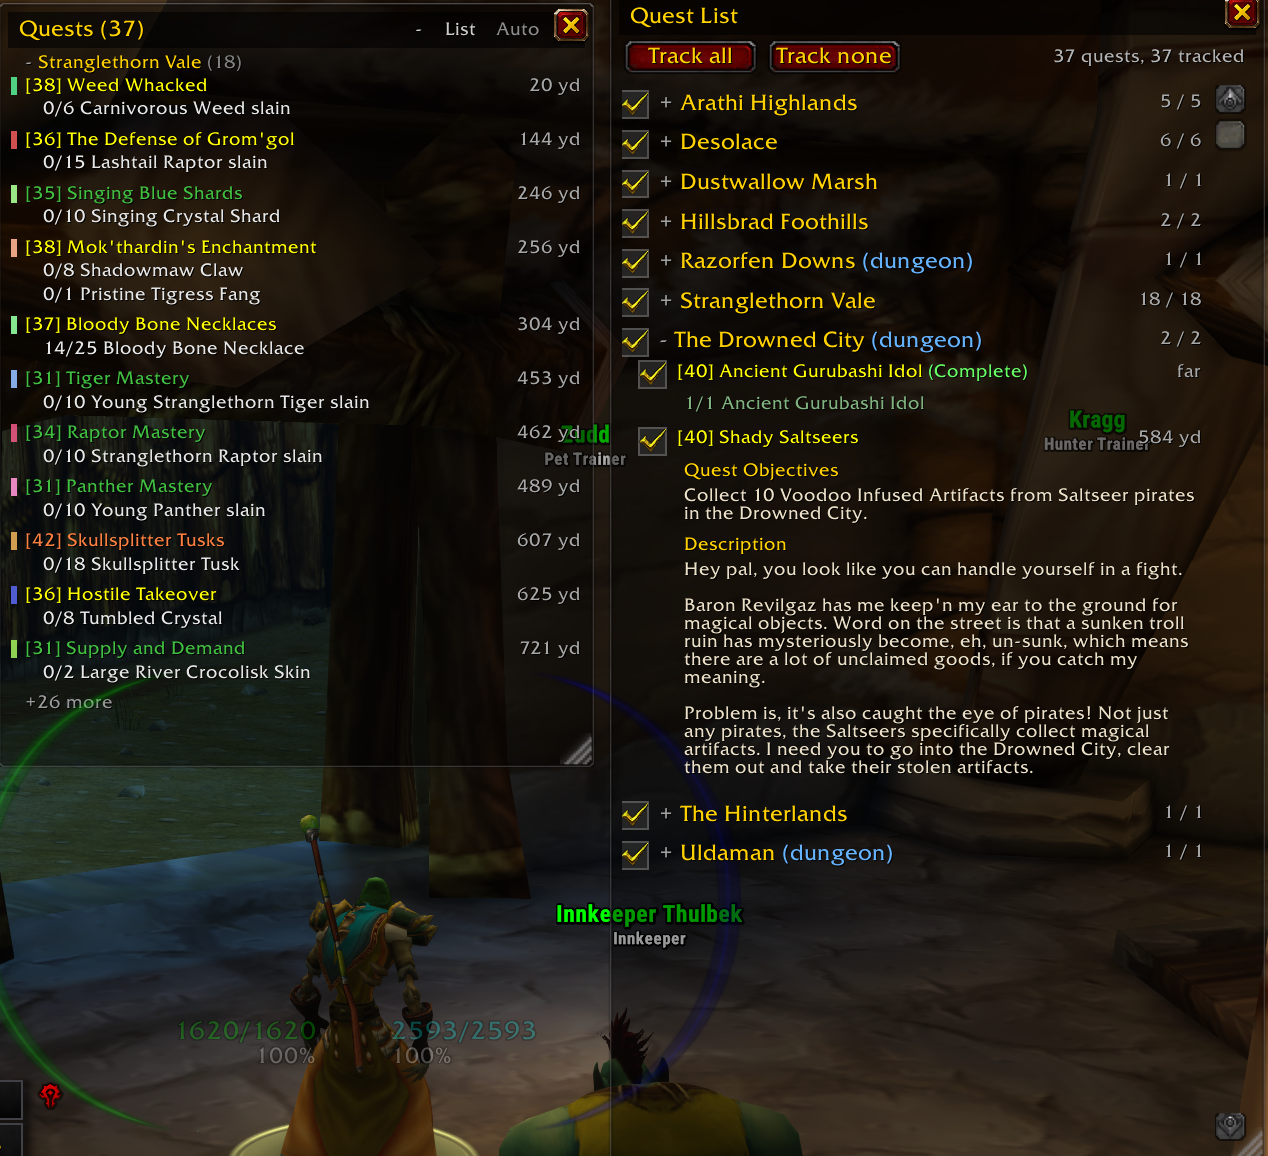 Quests (37)
- List Auto
- Stranglethorn Vale (18)
[38] Weed Whacked 20 yd
0/6 Carnivorous Weed slain
[36] The Defense of Grom'gol 144 yd
0/15 Lashtail Raptor slain
[35] Singing Blue Shards 246 yd
0/10 Singing Crystal Shard
[38] Mok'thardin's Enchantment 256 yd
0/8 Shadowmaw Claw
0/1 Pristine Tigress Fang
[37] Bloody Bone Necklaces 304 yd
14/25 Bloody Bone Necklace
[31] Tiger Mastery 453 yd
0/10 Young Stranglethorn Tiger slain
[34] Raptor Mastery 462 yd
0/10 Stranglethorn Raptor slain
[31] Panther Mastery 489 yd
0/10 Young Panther slain
[42] Skullsplitter Tusks 607 yd
0/18 Skullsplitter Tusk
[36] Hostile Takeover 625 yd
0/8 Tumbled Crystal
[31] Supply and Demand 721 yd
0/2 Large River Crocolisk Skin
+26 more
Pet Trainer
Quest List
Track all Track none 37 quests, 37 tracked
+ Arathi Highlands 5 / 5
+ Desolace 6 / 6
+ Dustwallow Marsh 1 / 1
+ Hillsbrad Foothills 2 / 2
+ Razorfen Downs (dungeon) 1 / 1
+ Stranglethorn Vale 18 / 18
- The Drowned City (dungeon) 2 / 2
[40] Ancient Gurubashi Idol (Complete) far
1/1 Ancient Gurubashi Idol
Kragg
Hunter Trainer
[40] Shady Saltseers 584 yd
Quest Objectives
Collect 10 Voodoo Infused Artifacts from Saltseer pirates
in the Drowned City.
Description
Hey pal, you look like you can handle yourself in a fight.
Baron Revilgaz has me keep'n my ear to the ground for
magical objects. Word on the street is that a sunken troll
ruin has mysteriously become, eh, un-sunk, which means
there are a lot of unclaimed goods, if you catch my
meaning.
Problem is, it's also caught the eye of pirates! Not just
any pirates, the Saltseers specifically collect magical
artifacts. I need you to go into the Drowned City, clear
them out and take their stolen artifacts.
+ The Hinterlands 1 / 1
+ Uldaman (dungeon) 1 / 1
Innkeeper Thulbek
Innkeeper
1620/1620 2593/2593
100% 100%